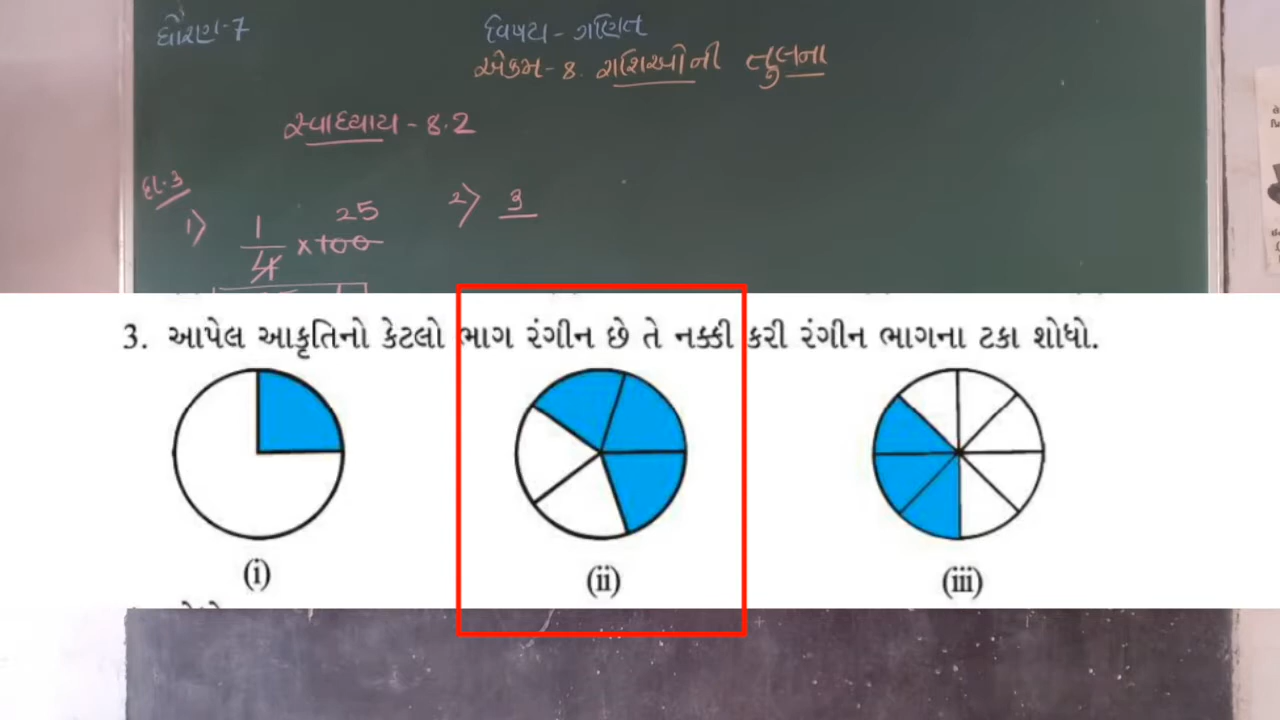 ધોરણ-7
વિષય - ગણિત
એકમ - 8. રાશિઓની તુલના
સ્વાધ્યાય - 8.2
દા.3
1) 1/4 × 100 25
2) 3
3. આપેલ આકૃતિનો કેટલો ભાગ રંગીન છે તે નક્કી કરી રંગીન ભાગના ટકા શોધો.
(i) (ii) (iii)